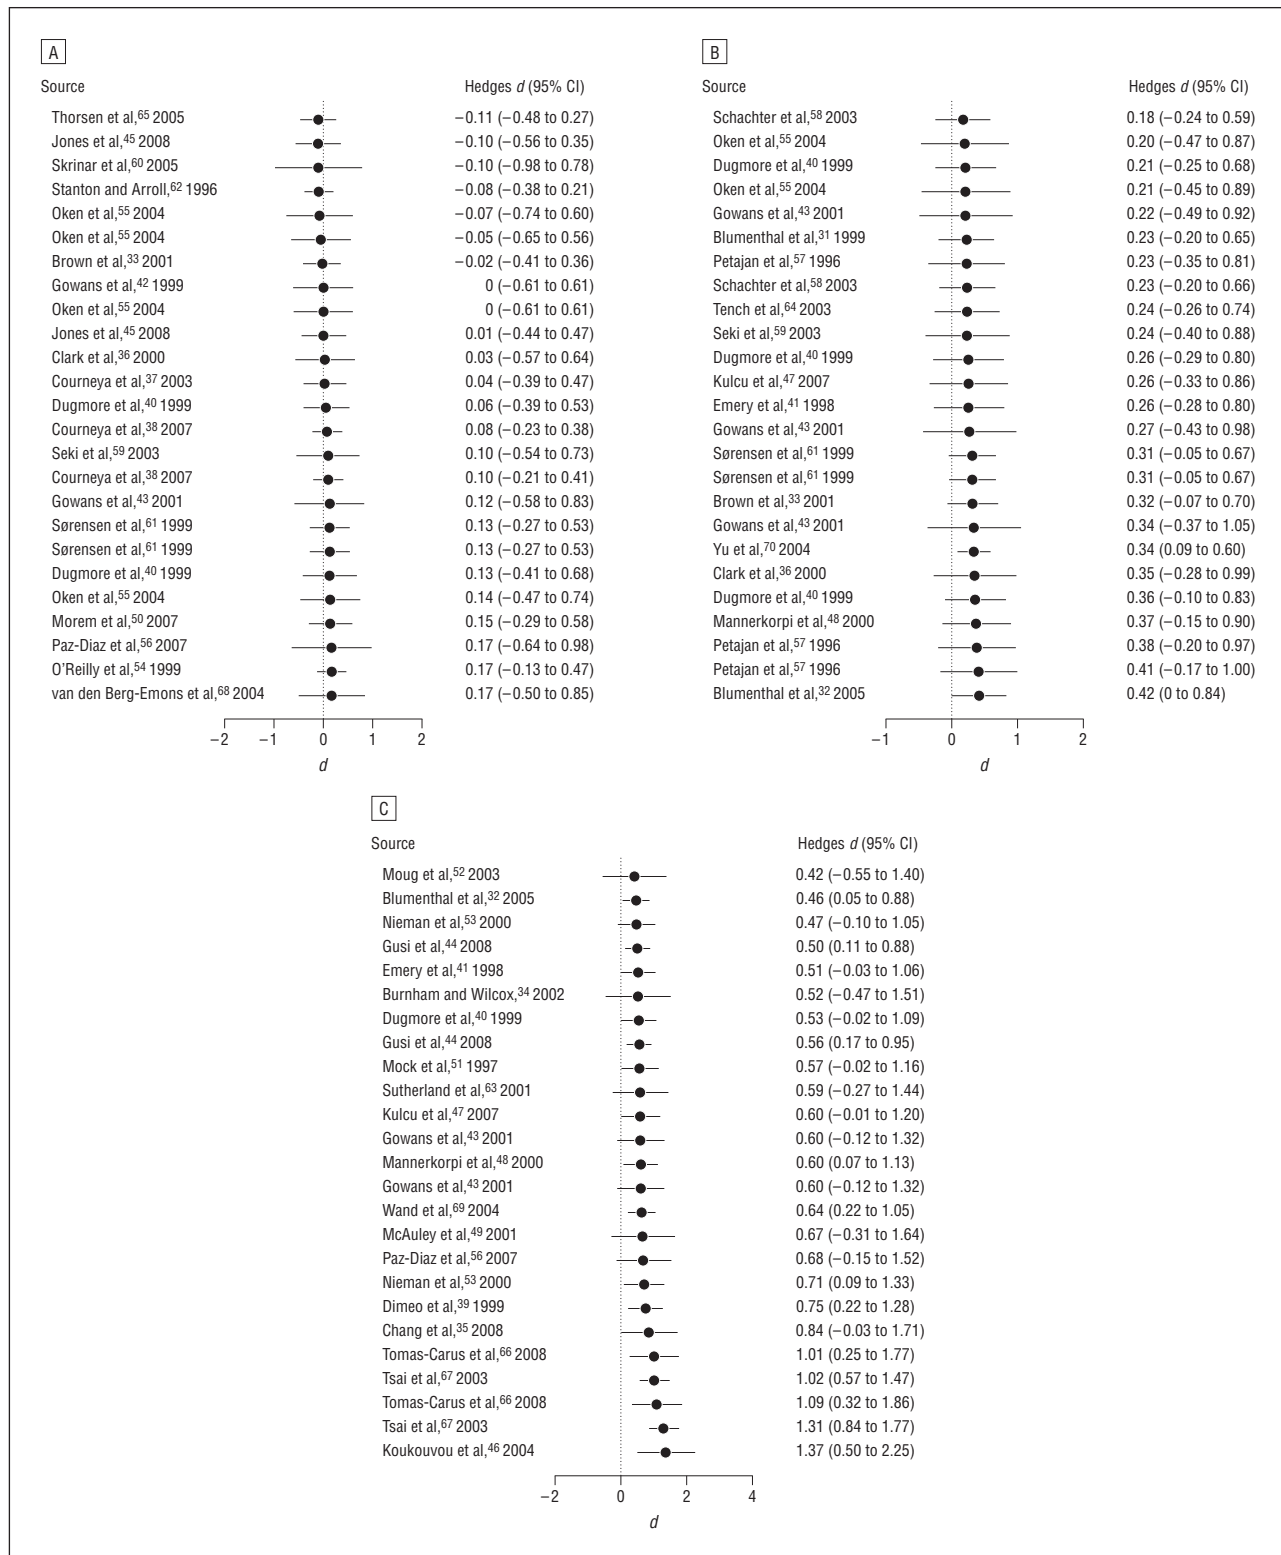 A
Source Hedges d (95% CI)
Thorsen et al,65 2005 −0.11 (−0.48 to 0.27)
Jones et al,45 2008 −0.10 (−0.56 to 0.35)
Skrinar et al,60 2005 −0.10 (−0.98 to 0.78)
Stanton and Arroll,62 1996 −0.08 (−0.38 to 0.21)
Oken et al,55 2004 −0.07 (−0.74 to 0.60)
Oken et al,55 2004 −0.05 (−0.65 to 0.56)
Brown et al,33 2001 −0.02 (−0.41 to 0.36)
Gowans et al,42 1999 0 (−0.61 to 0.61)
Oken et al,55 2004 0 (−0.61 to 0.61)
Jones et al,45 2008 0.01 (−0.44 to 0.47)
Clark et al,36 2000 0.03 (−0.57 to 0.64)
Courneya et al,37 2003 0.04 (−0.39 to 0.47)
Dugmore et al,40 1999 0.06 (−0.39 to 0.53)
Courneya et al,38 2007 0.08 (−0.23 to 0.38)
Seki et al,59 2003 0.10 (−0.54 to 0.73)
Courneya et al,38 2007 0.10 (−0.21 to 0.41)
Gowans et al,43 2001 0.12 (−0.58 to 0.83)
Sørensen et al,61 1999 0.13 (−0.27 to 0.53)
Sørensen et al,61 1999 0.13 (−0.27 to 0.53)
Dugmore et al,40 1999 0.13 (−0.41 to 0.68)
Oken et al,55 2004 0.14 (−0.47 to 0.74)
Morem et al,50 2007 0.15 (−0.29 to 0.58)
Paz-Diaz et al,56 2007 0.17 (−0.64 to 0.98)
O'Reilly et al,54 1999 0.17 (−0.13 to 0.47)
van den Berg-Emons et al,68 2004 0.17 (−0.50 to 0.85)
−2 −1 0 1 2
d
B
Source Hedges d (95% CI)
Schachter et al,58 2003 0.18 (−0.24 to 0.59)
Oken et al,55 2004 0.20 (−0.47 to 0.87)
Dugmore et al,40 1999 0.21 (−0.25 to 0.68)
Oken et al,55 2004 0.21 (−0.45 to 0.89)
Gowans et al,43 2001 0.22 (−0.49 to 0.92)
Blumenthal et al,31 1999 0.23 (−0.20 to 0.65)
Petajan et al,57 1996 0.23 (−0.35 to 0.81)
Schachter et al,58 2003 0.23 (−0.20 to 0.66)
Tench et al,64 2003 0.24 (−0.26 to 0.74)
Seki et al,59 2003 0.24 (−0.40 to 0.88)
Dugmore et al,40 1999 0.26 (−0.29 to 0.80)
Kulcu et al,47 2007 0.26 (−0.33 to 0.86)
Emery et al,41 1998 0.26 (−0.28 to 0.80)
Gowans et al,43 2001 0.27 (−0.43 to 0.98)
Sørensen et al,61 1999 0.31 (−0.05 to 0.67)
Sørensen et al,61 1999 0.31 (−0.05 to 0.67)
Brown et al,33 2001 0.32 (−0.07 to 0.70)
Gowans et al,43 2001 0.34 (−0.37 to 1.05)
Yu et al,70 2004 0.34 (0.09 to 0.60)
Clark et al,36 2000 0.35 (−0.28 to 0.99)
Dugmore et al,40 1999 0.36 (−0.10 to 0.83)
Mannerkorpi et al,48 2000 0.37 (−0.15 to 0.90)
Petajan et al,57 1996 0.38 (−0.20 to 0.97)
Petajan et al,57 1996 0.41 (−0.17 to 1.00)
Blumenthal et al,32 2005 0.42 (0 to 0.84)
−1 0 1 2
d
C
Source Hedges d (95% CI)
Moug et al,52 2003 0.42 (−0.55 to 1.40)
Blumenthal et al,32 2005 0.46 (0.05 to 0.88)
Nieman et al,53 2000 0.47 (−0.10 to 1.05)
Gusi et al,44 2008 0.50 (0.11 to 0.88)
Emery et al,41 1998 0.51 (−0.03 to 1.06)
Burnham and Wilcox,34 2002 0.52 (−0.47 to 1.51)
Dugmore et al,40 1999 0.53 (−0.02 to 1.09)
Gusi et al,44 2008 0.56 (0.17 to 0.95)
Mock et al,51 1997 0.57 (−0.02 to 1.16)
Sutherland et al,63 2001 0.59 (−0.27 to 1.44)
Kulcu et al,47 2007 0.60 (−0.01 to 1.20)
Gowans et al,43 2001 0.60 (−0.12 to 1.32)
Mannerkorpi et al,48 2000 0.60 (0.07 to 1.13)
Gowans et al,43 2001 0.60 (−0.12 to 1.32)
Wand et al,69 2004 0.64 (0.22 to 1.05)
McAuley et al,49 2001 0.67 (−0.31 to 1.64)
Paz-Diaz et al,56 2007 0.68 (−0.15 to 1.52)
Nieman et al,53 2000 0.71 (0.09 to 1.33)
Dimeo et al,39 1999 0.75 (0.22 to 1.28)
Chang et al,35 2008 0.84 (−0.03 to 1.71)
Tomas-Carus et al,66 2008 1.01 (0.25 to 1.77)
Tsai et al,67 2003 1.02 (0.57 to 1.47)
Tomas-Carus et al,66 2008 1.09 (0.32 to 1.86)
Tsai et al,67 2003 1.31 (0.84 to 1.77)
Koukouvou et al,46 2004 1.37 (0.50 to 2.25)
−2 0 2 4
d